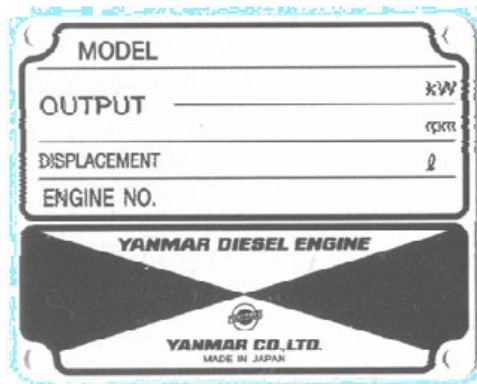 MODEL
OUTPUT kW
rpm
DISPLACEMENT ℓ
ENGINE NO.
YANMAR DIESEL ENGINE
YANMAR CO.,LTD.
MADE IN JAPAN